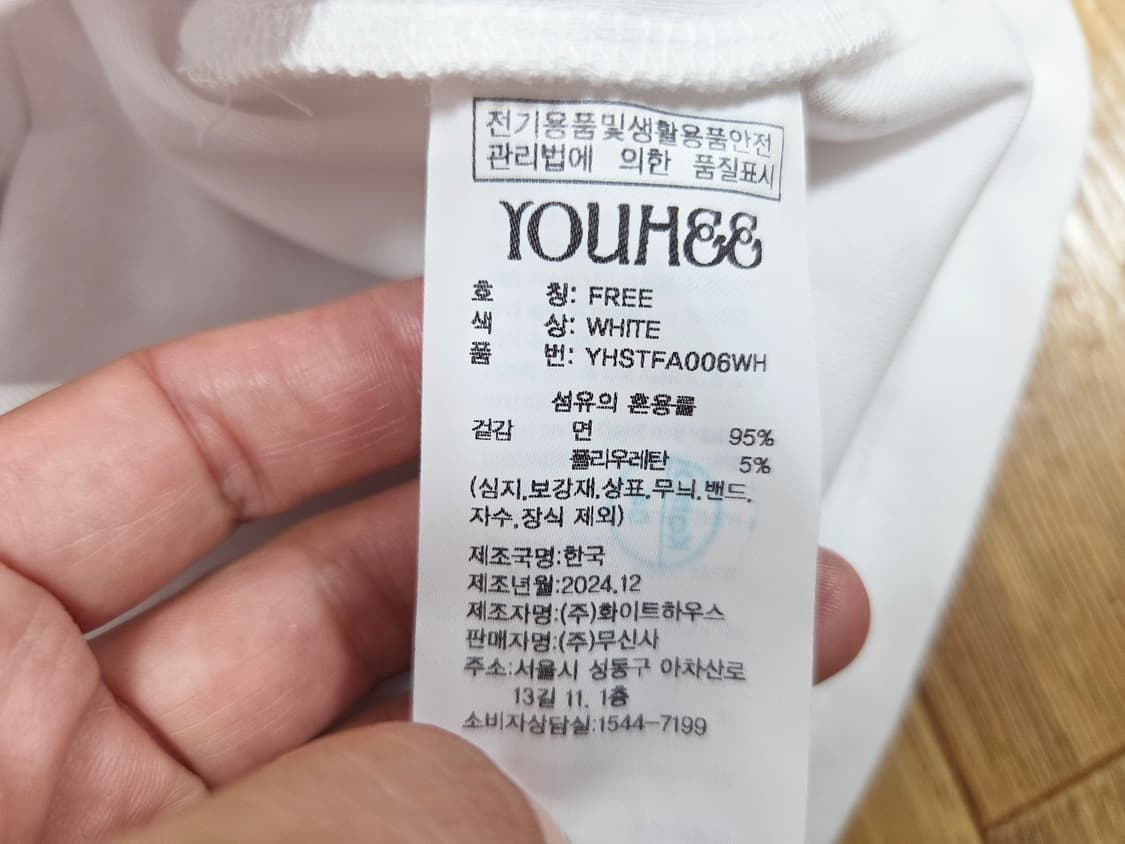 전기용품및생활용품안전
관리법에 의한 품질표시
YOUHEE
호 칭: FREE
색 상: WHITE
품 번: YHSTFA006WH
섬유의 혼용률
겉감 면 95%
폴리우레탄 5%
(심지,보강재,상표,무늬,밴드,
자수,장식 제외)
제조국명:한국
제조년월:2024.12
제조자명:(주)화이트하우스
판매자명:(주)무신사
주소:서울시 성동구 아차산로
13길 11, 1층
소비자상담실:1544-7199